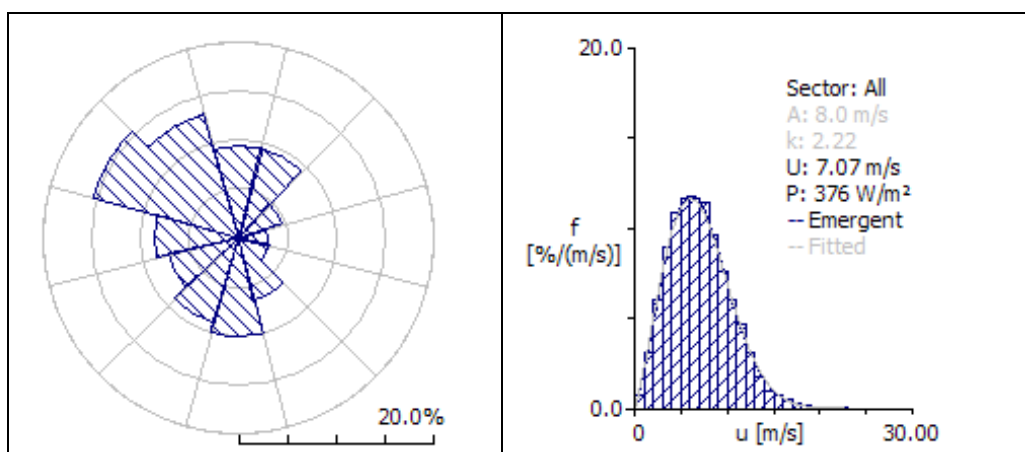 20.0%
20.0
Sector: All
A: 8.0 m/s
k: 2.22
U: 7.07 m/s
P: 376 W/m²
-- Emergent
-- Fitted
f
[%/(m/s)]
0.0
0
u [m/s]
30.00